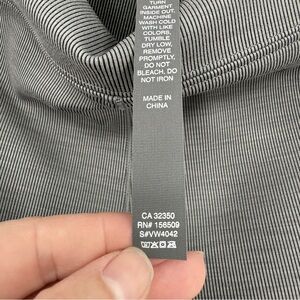 TURN
GARMENT
INSIDE OUT.
MACHINE
WASH COLD
WITH LIKE
COLORS,
TUMBLE
DRY LOW,
REMOVE
PROMPTLY,
DO NOT
BLEACH. DO
NOT IRON
MADE IN
CHINA
CA 32350
RN# 156509
S#VW4042